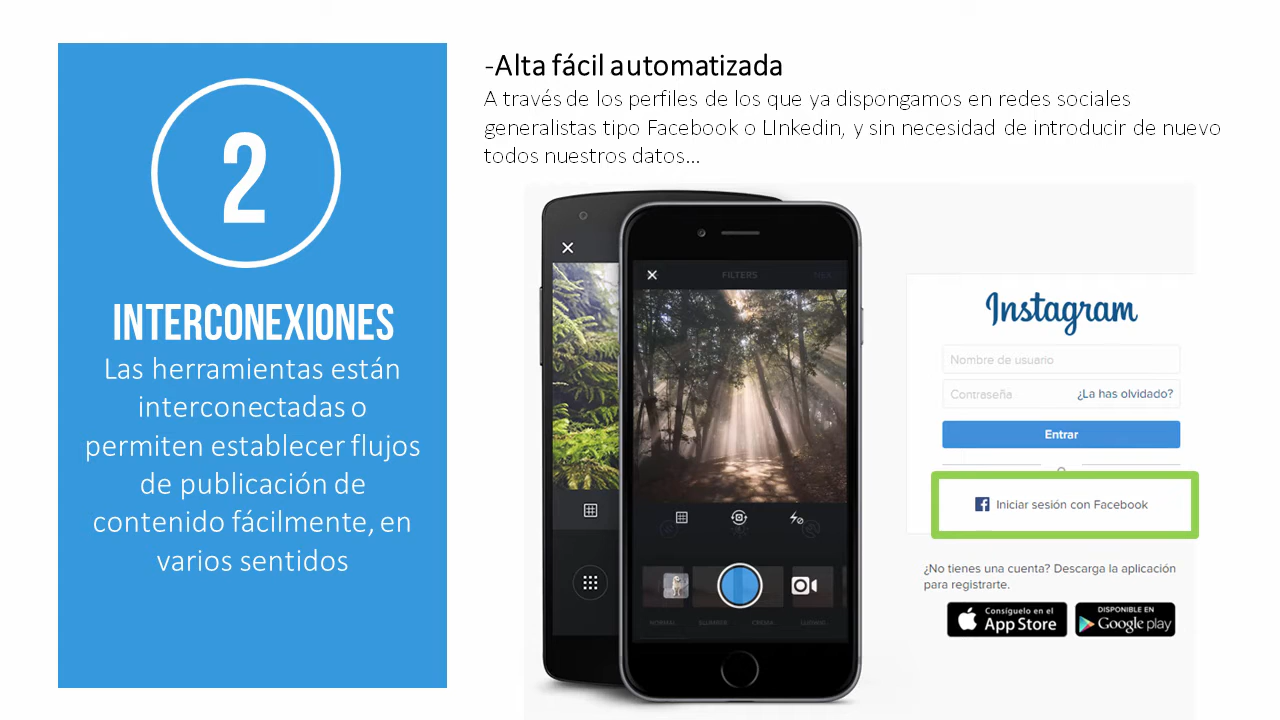 2
INTERCONEXIONES
Las herramientas están
interconectadas o
permiten establecer flujos
de publicación de
contenido fácilmente, en
varios sentidos
-Alta fácil automatizada
A través de los perfiles de los que ya dispongamos en redes sociales
generalistas tipo Facebook o LInkedin, y sin necesidad de introducir de nuevo
todos nuestros datos...
FILTERS
Instagram
Nombre de usuario
Contraseña ¿La has olvidado?
Entrar
Iniciar sesión con Facebook
¿No tienes una cuenta? Descarga la aplicación
para registrarte.
Consíguelo en el
App Store
DISPONIBLE EN
Google play